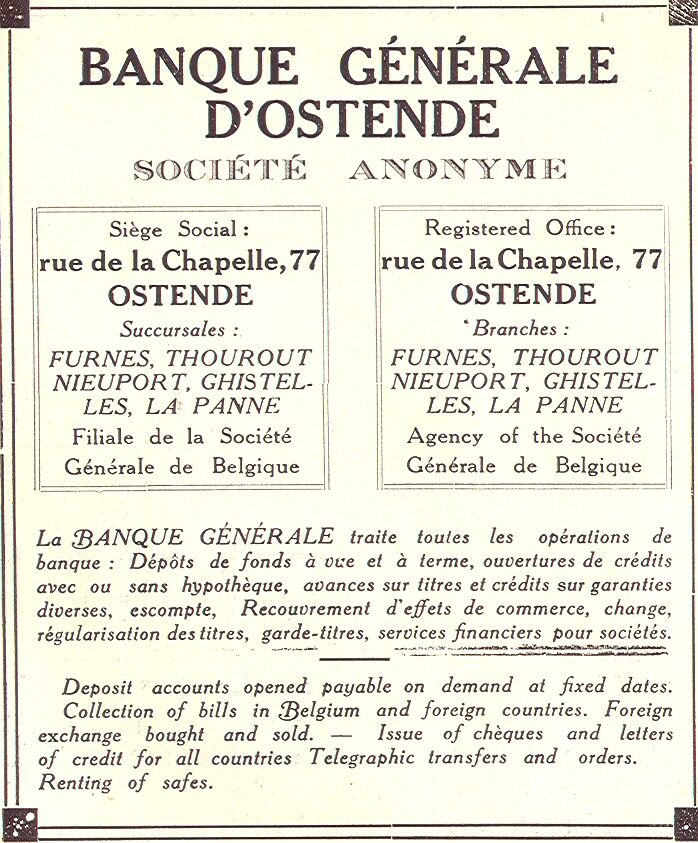 BANQUE GÉNÉRALE
D'OSTENDE
SOCIÉTÉ ANONYME
Siège Social :
rue de la Chapelle, 77
OSTENDE
Succursales :
FURNES, THOUROUT
NIEUPORT, GHISTEL-
LES, LA PANNE
Filiale de la Société
Générale de Belgique
Registered Office :
rue de la Chapelle, 77
OSTENDE
Branches :
FURNES, THOUROUT
NIEUPORT, GHISTEL-
LES, LA PANNE
Agency of the Société
Générale de Belgique
La BANQUE GÉNÉRALE traite toutes les opérations de
banque : Dépôts de fonds à vue et à terme, ouvertures de crédits
avec ou sans hypothèque, avances sur titres et crédits sur garanties
diverses, escompte, Recouvrement d'effets de commerce, change,
régularisation des titres, garde-titres, services financiers pour sociétés.
Deposit accounts opened payable on demand at fixed dates.
Collection of bills in Belgium and foreign countries. Foreign
exchange bought and sold. — Issue of chèques and letters
of credit for all countries Telegraphic transfers and orders.
Renting of safes.